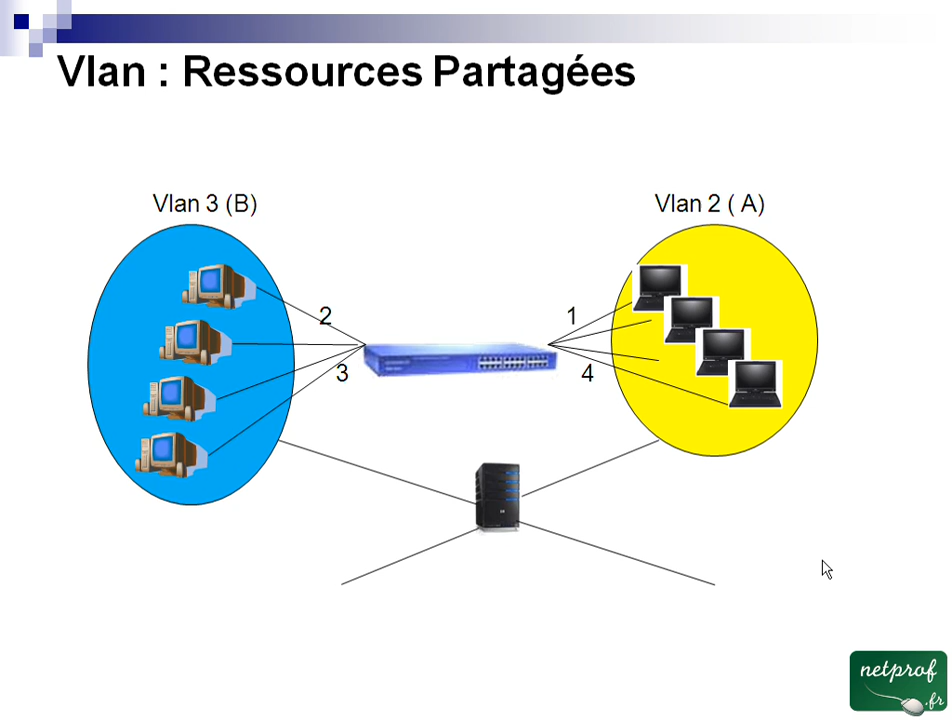 Vlan : Ressources Partagées
Vlan 3 (B)
Vlan 2 ( A)
2
1
3
4
netprof
.fr